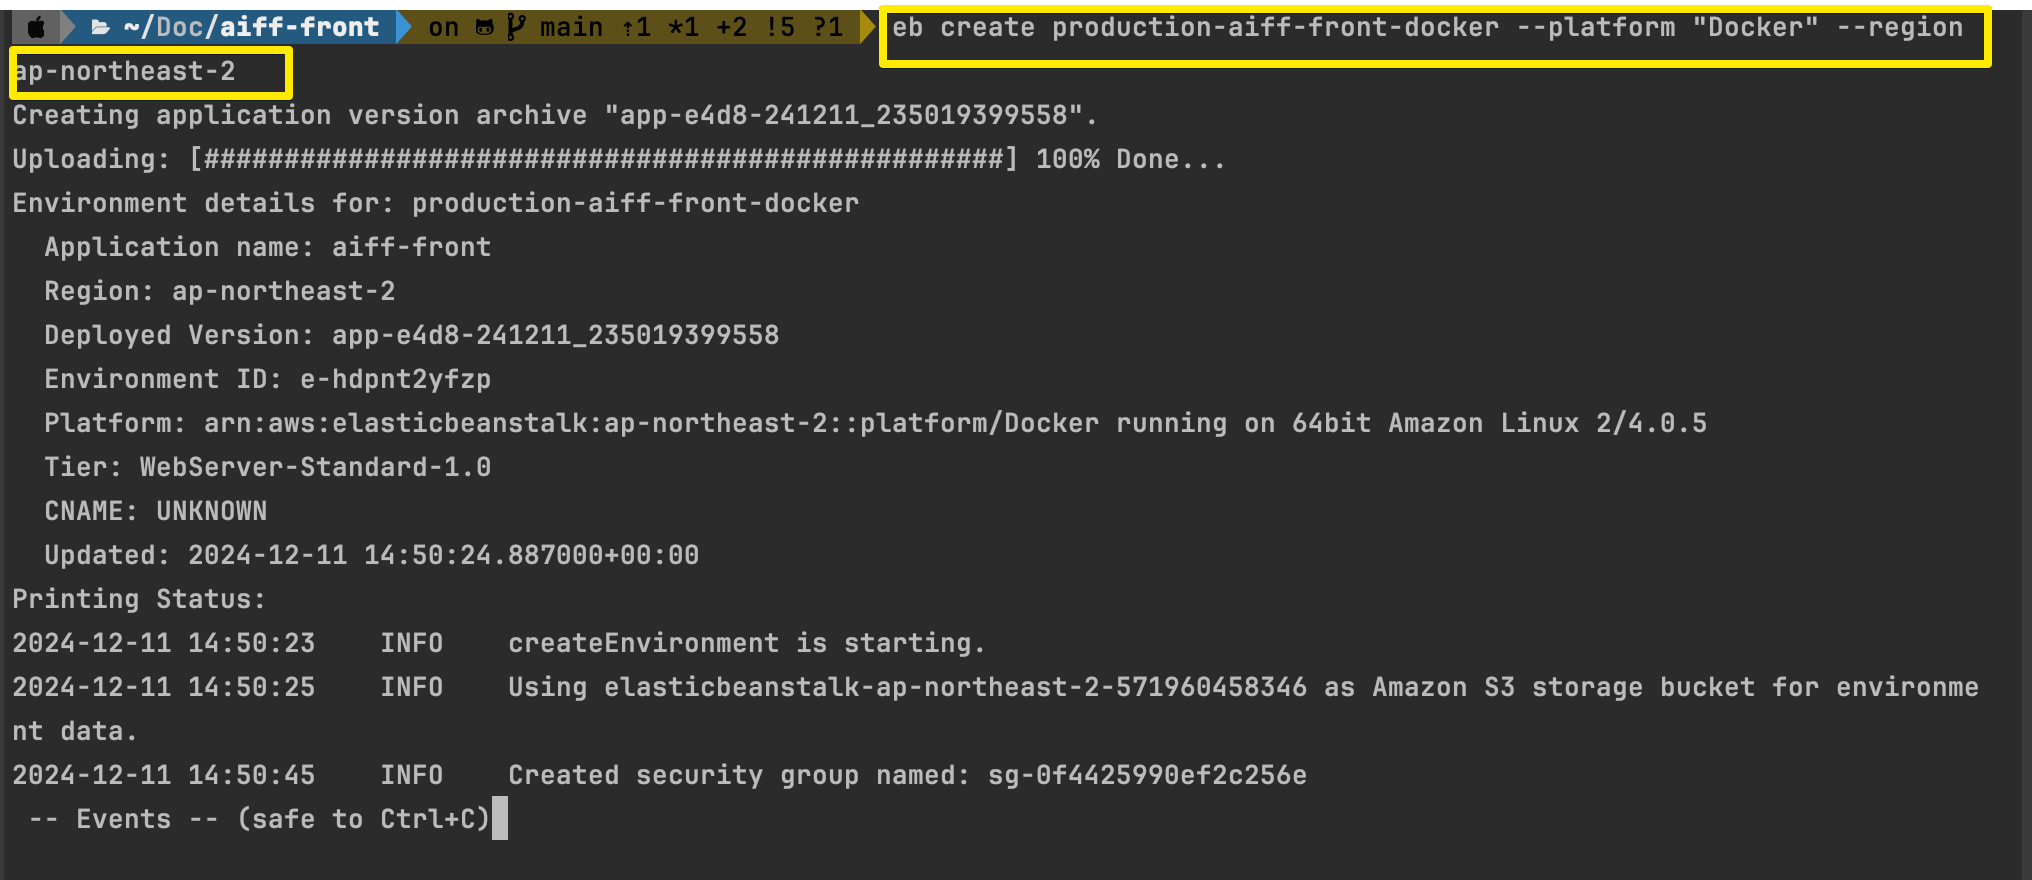 ~/Doc/aiff-front on main ⇡1 *1 +2 !5 ?1 eb create production-aiff-front-docker --platform "Docker" --region
ap-northeast-2
Creating application version archive "app-e4d8-241211_235019399558".
Uploading: [##################################################] 100% Done...
Environment details for: production-aiff-front-docker
  Application name: aiff-front
  Region: ap-northeast-2
  Deployed Version: app-e4d8-241211_235019399558
  Environment ID: e-hdpnt2yfzp
  Platform: arn:aws:elasticbeanstalk:ap-northeast-2::platform/Docker running on 64bit Amazon Linux 2/4.0.5
  Tier: WebServer-Standard-1.0
  CNAME: UNKNOWN
  Updated: 2024-12-11 14:50:24.887000+00:00
Printing Status:
2024-12-11 14:50:23    INFO    createEnvironment is starting.
2024-12-11 14:50:25    INFO    Using elasticbeanstalk-ap-northeast-2-571960458346 as Amazon S3 storage bucket for environme
nt data.
2024-12-11 14:50:45    INFO    Created security group named: sg-0f4425990ef2c256e
 -- Events -- (safe to Ctrl+C)